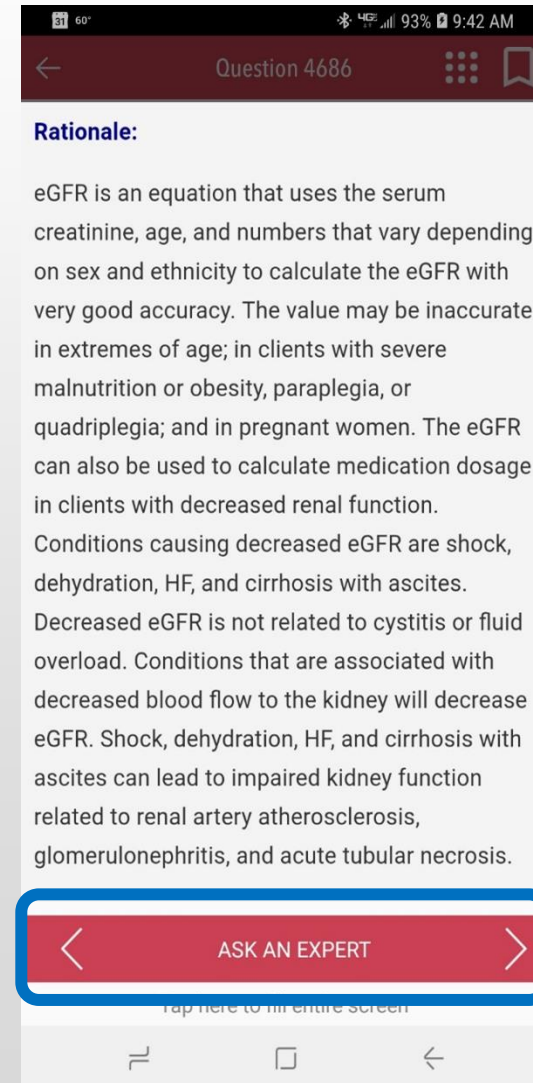 31 60° 4GE 93% 9:42 AM
Question 4686
Rationale:
eGFR is an equation that uses the serum
creatinine, age, and numbers that vary depending
on sex and ethnicity to calculate the eGFR with
very good accuracy. The value may be inaccurate
in extremes of age; in clients with severe
malnutrition or obesity, paraplegia, or
quadriplegia; and in pregnant women. The eGFR
can also be used to calculate medication dosage
in clients with decreased renal function.
Conditions causing decreased eGFR are shock,
dehydration, HF, and cirrhosis with ascites.
Decreased eGFR is not related to cystitis or fluid
overload. Conditions that are associated with
decreased blood flow to the kidney will decrease
eGFR. Shock, dehydration, HF, and cirrhosis with
ascites can lead to impaired kidney function
related to renal artery atherosclerosis,
glomerulonephritis, and acute tubular necrosis.
ASK AN EXPERT
Tap here to fill entire screen